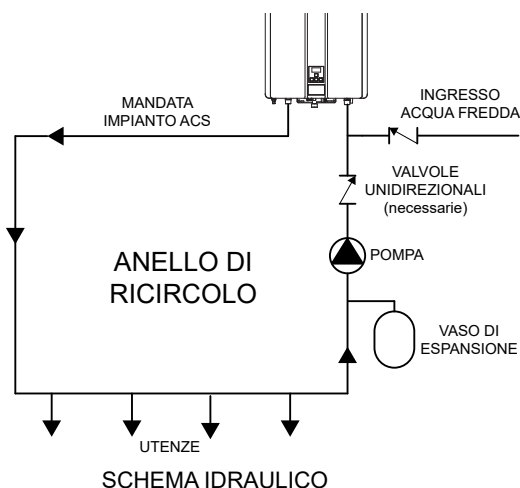 MANDATA
IMPIANTO ACS
INGRESSO
ACQUA FREDDA
VALVOLE
UNIDIREZIONALI
(necessarie)
ANELLO DI
RICIRCOLO
POMPA
VASO DI
ESPANSIONE
UTENZE
SCHEMA IDRAULICO